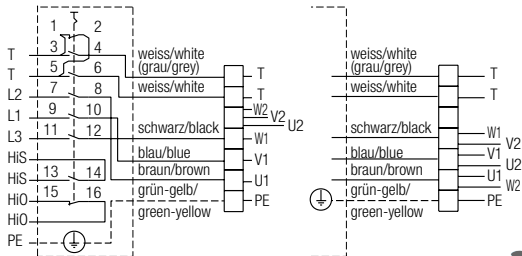 1 2
3 4
T
5 6
T
7 8
L2
9 10
L1
11 12
L3
HiS
13 14
HiS
15 16
HiO
HiO
PE
weiss/white
(grau/grey)
weiss/white
schwarz/black
blau/blue
braun/brown
grün-gelb/
green-yellow
T
T
W2
V2
U2
W1
V1
U1
PE
weiss/white
(grau/grey)
weiss/white
schwarz/black
blau/blue
braun/brown
grün-gelb/
green-yellow
T
T
W1
V2
V1
U2
U1
W2
PE